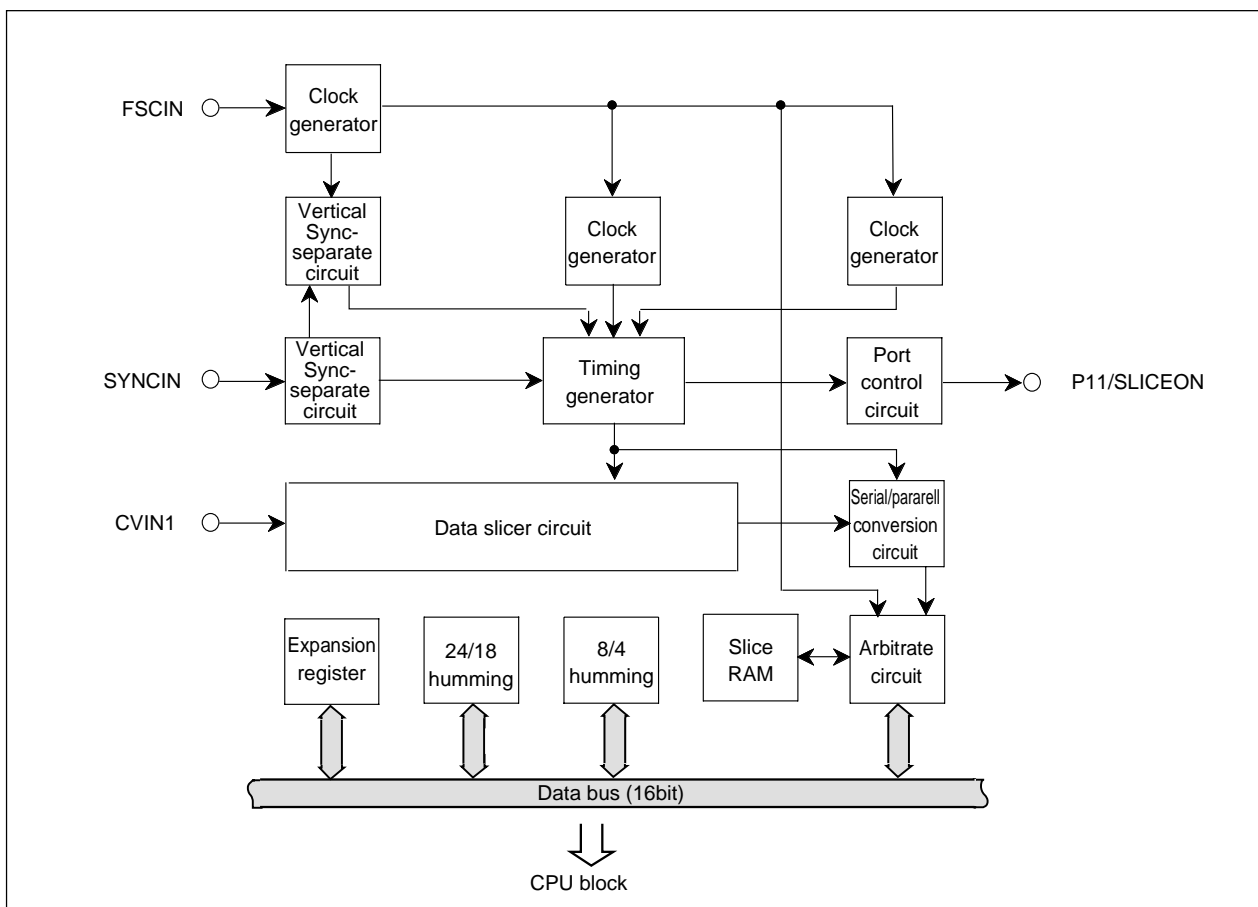 FSCIN
Clock
generator
Vertical
Sync-
separate
circuit
Clock
generator
Clock
generator
SYNCIN
Vertical
Sync-
separate
circuit
Timing
generator
Port
control
circuit
P11/SLICEON
CVIN1
Data slicer circuit
Serial/pararell
conversion
circuit
Expansion
register
24/18
humming
8/4
humming
Slice
RAM
Arbitrate
circuit
Data bus (16bit)
CPU block